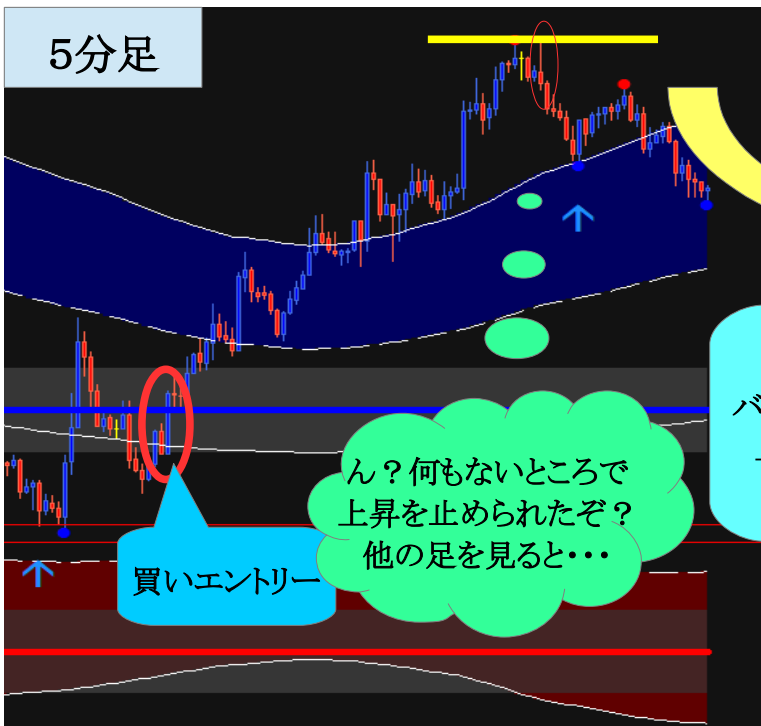 5分足
ん？何もないところで
上昇を止められたぞ？
他の足を見ると・・・
買いエントリー
バ